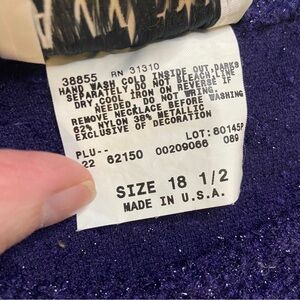 38855 RN 31310
HAND WASH COLD INSIDE OUT, DARKS
SEPARATELY. DO NOT BLEACH. LINE
DRY. COOL IRON ON REVERSE IF
NEEDED. DO NOT WRING.
REMOVE NECKLACE BEFORE WASHING
62% NYLON 38% METALLIC
EXCLUSIVE OF DECORATION
LOT: 80145P
PLU--
22 62150 00209066 089
SIZE 18 1/2
MADE IN U.S.A.